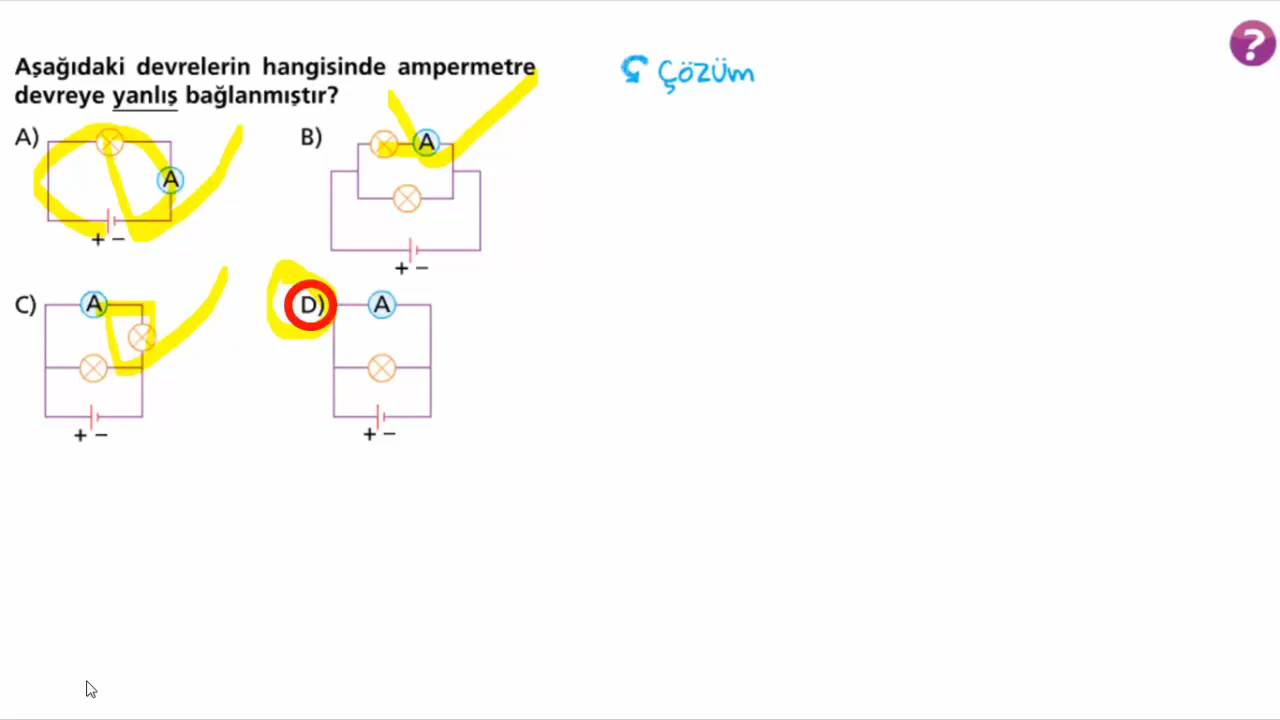 Aşağıdaki devrelerin hangisinde ampermetre
devreye yanlış bağlanmıştır?
Çözüm
?
A)
A
+ −
B)
A
+ −
C)
A
+ −
D)
A
+ −